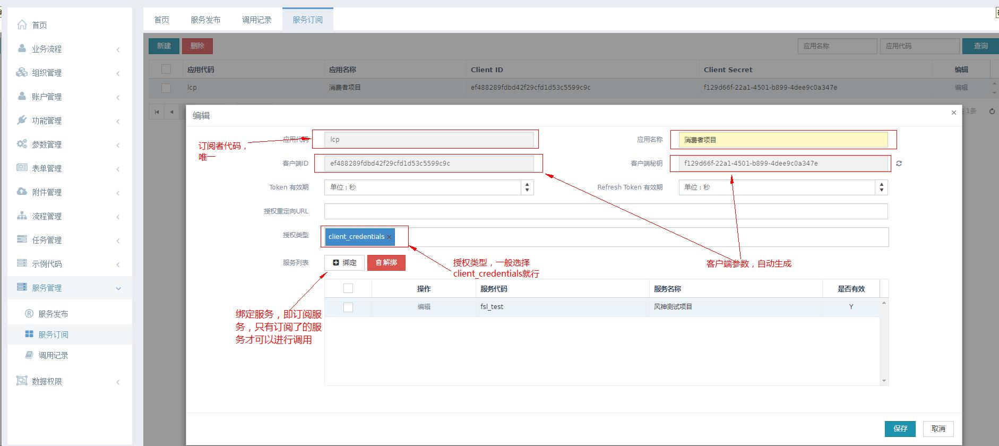 首页
业务流程
组织管理
账户管理
功能管理
参数管理
表单管理
附件管理
流程管理
任务管理
示例代码
服务管理
服务发布
服务订阅
调用记录
数据权限
首页 服务发布 调用记录 服务订阅
新建 删除 应用名称 应用代码 查询
应用代码 应用名称 Client ID Client Secret 编辑
lcp 消费者项目 ef488289fdbd42f29cfd1d53c5599c9c f129d66f-22a1-4501-b899-4dee9c0a347e 编辑
1条
编辑
应用代码 lcp 应用名称 消费者项目
订阅者代码，
唯一
客户端ID ef488289fdbd42f29cfd1d53c5599c9c 客户端秘钥 f129d66f-22a1-4501-b899-4dee9c0a347e
Token 有效期 单位：秒 Refresh Token 有效期 单位：秒
授权重定向URL
授权类型 client_credentials
服务列表 绑定 解绑
授权类型，一般选择
client_credentials就行
客户端参数，自动生成
操作 服务代码 服务名称 是否有效
编辑 fsl_test 风神测试项目 Y
绑定服务，即订阅服
务，只有订阅了的服
务才可以进行调用
保存 取消